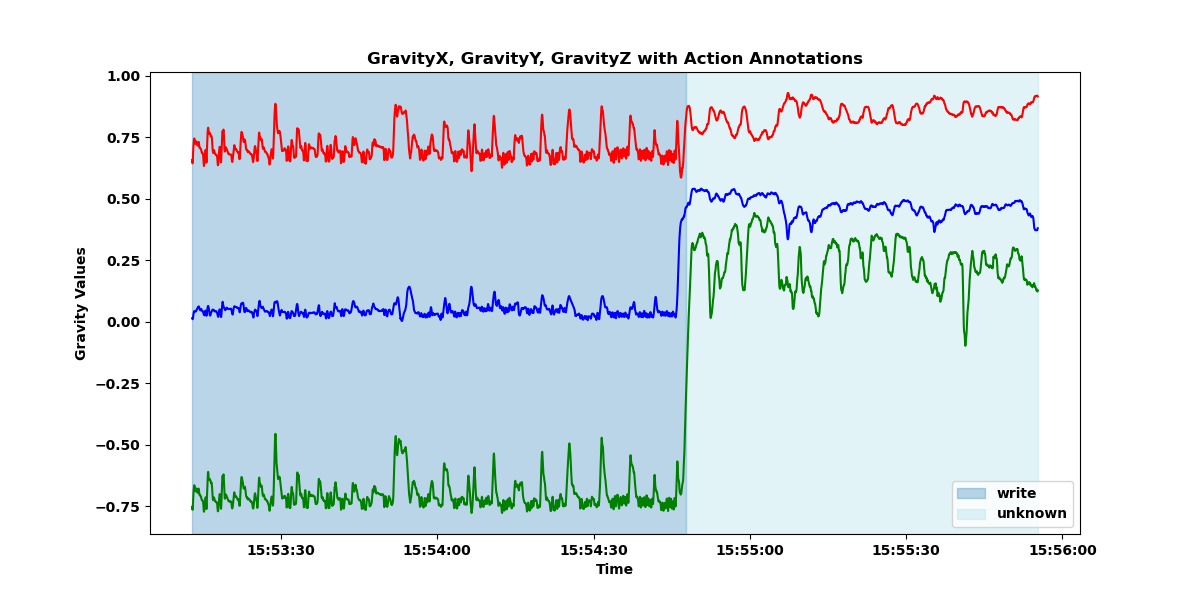 GravityX, GravityY, GravityZ with Action Annotations
1.00
0.75
0.50
0.25
0.00
−0.25
−0.50
−0.75
Gravity Values
write
unknown
15:53:30 15:54:00 15:54:30 15:55:00 15:55:30 15:56:00
Time